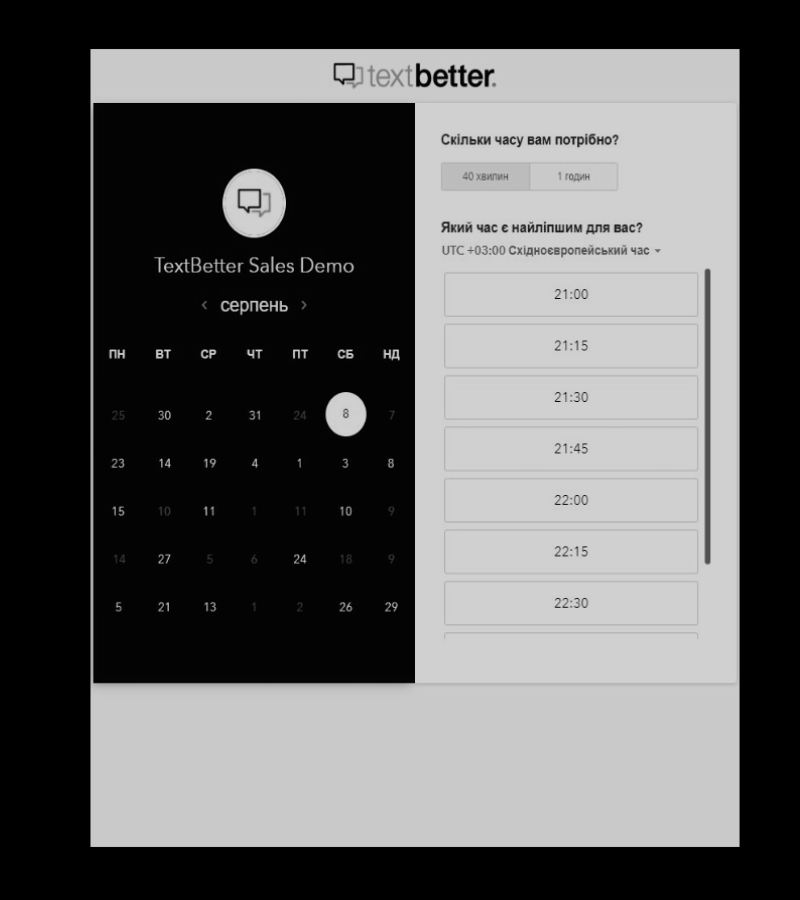 textbetter.
TextBetter Sales Demo
серпень
ПН ВТ СР ЧТ ПТ СБ НД
25 30 2 31 24 8 7
23 14 19 4 1 3 8
15 10 11 1 11 10 9
14 27 5 6 24 18 9
5 21 13 1 2 26 29
Скільки часу вам потрібно?
40 хвилин 1 годин
Який час є найліпшим для вас?
UTC +03:00 Східноєвропейський час
21:00
21:15
21:30
21:45
22:00
22:15
22:30